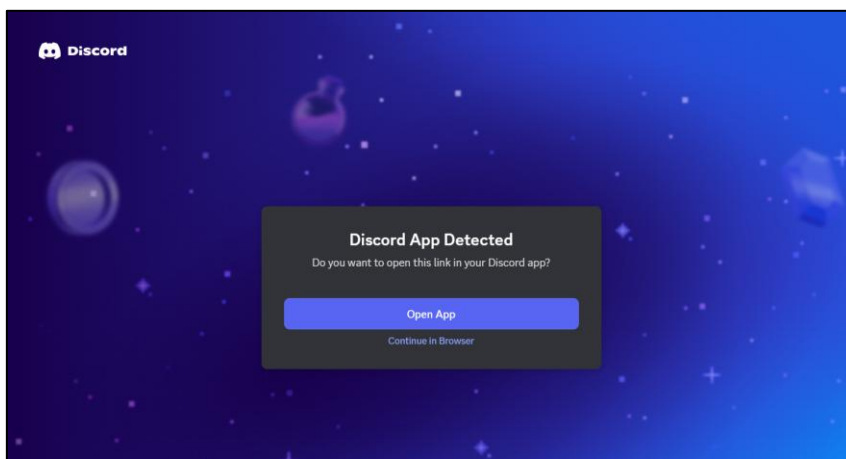 Discord
Discord App Detected
Do you want to open this link in your Discord app?
Open App
Continue in Browser